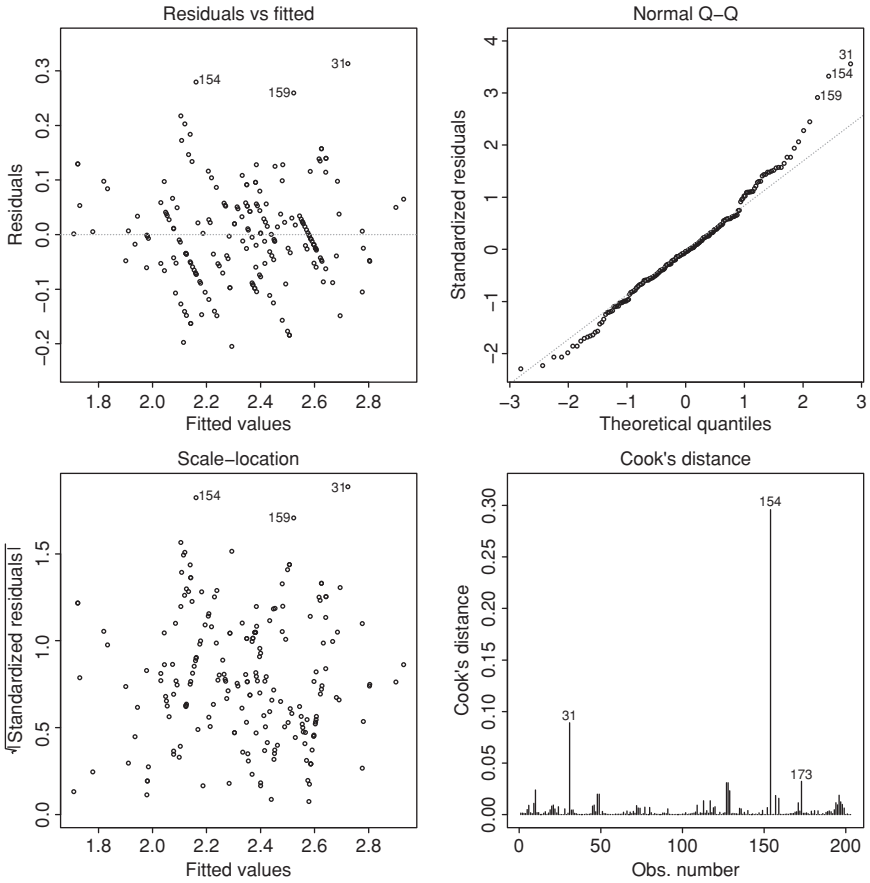 Residuals vs fitted
0.3
0.2
0.1
0.0
−0.1
−0.2
Residuals
31
154
159
1.8 2.0 2.2 2.4 2.6 2.8
Fitted values
Normal Q−Q
4
3
2
1
0
−1
−2
Standardized residuals
31
154
159
−3 −2 −1 0 1 2 3
Theoretical quantiles
Scale−location
1.5
1.0
0.5
0.0
√|Standardized residuals|
31
154
159
1.8 2.0 2.2 2.4 2.6 2.8
Fitted values
Cook's distance
0.30
0.25
0.20
0.15
0.10
0.05
0.00
Cook's distance
154
31
173
0 50 100 150 200
Obs. number